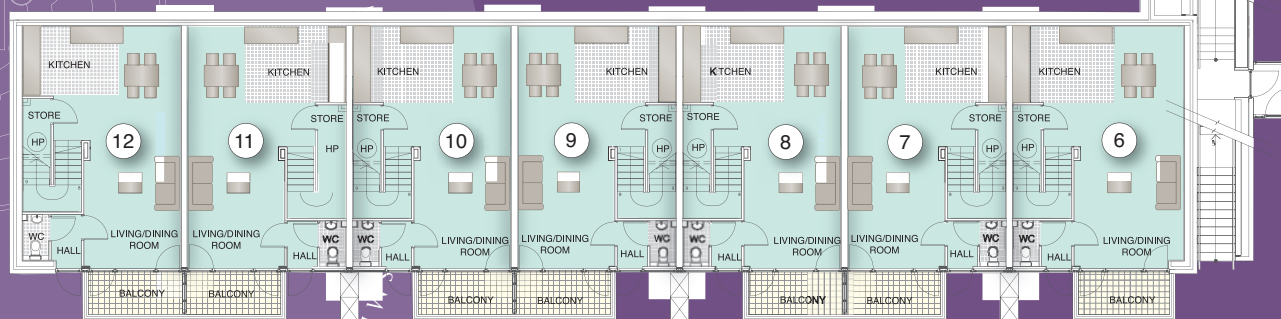 KITCHEN
STORE
HP
12
WC
HALL
LIVING/DINING
ROOM
BALCONY
KITCHEN
STORE
HP
11
WC
HALL
LIVING/DINING
ROOM
BALCONY
KITCHEN
STORE
HP
10
WC
HALL
LIVING/DINING
ROOM
BALCONY
KITCHEN
STORE
HP
9
WC
HALL
LIVING/DINING
ROOM
BALCONY
KITCHEN
STORE
HP
8
WC
HALL
LIVING/DINING
ROOM
BALCONY
KITCHEN
STORE
HP
7
WC
HALL
LIVING/DINING
ROOM
BALCONY
KITCHEN
STORE
HP
6
WC
HALL
LIVING/DINING
ROOM
BALCONY